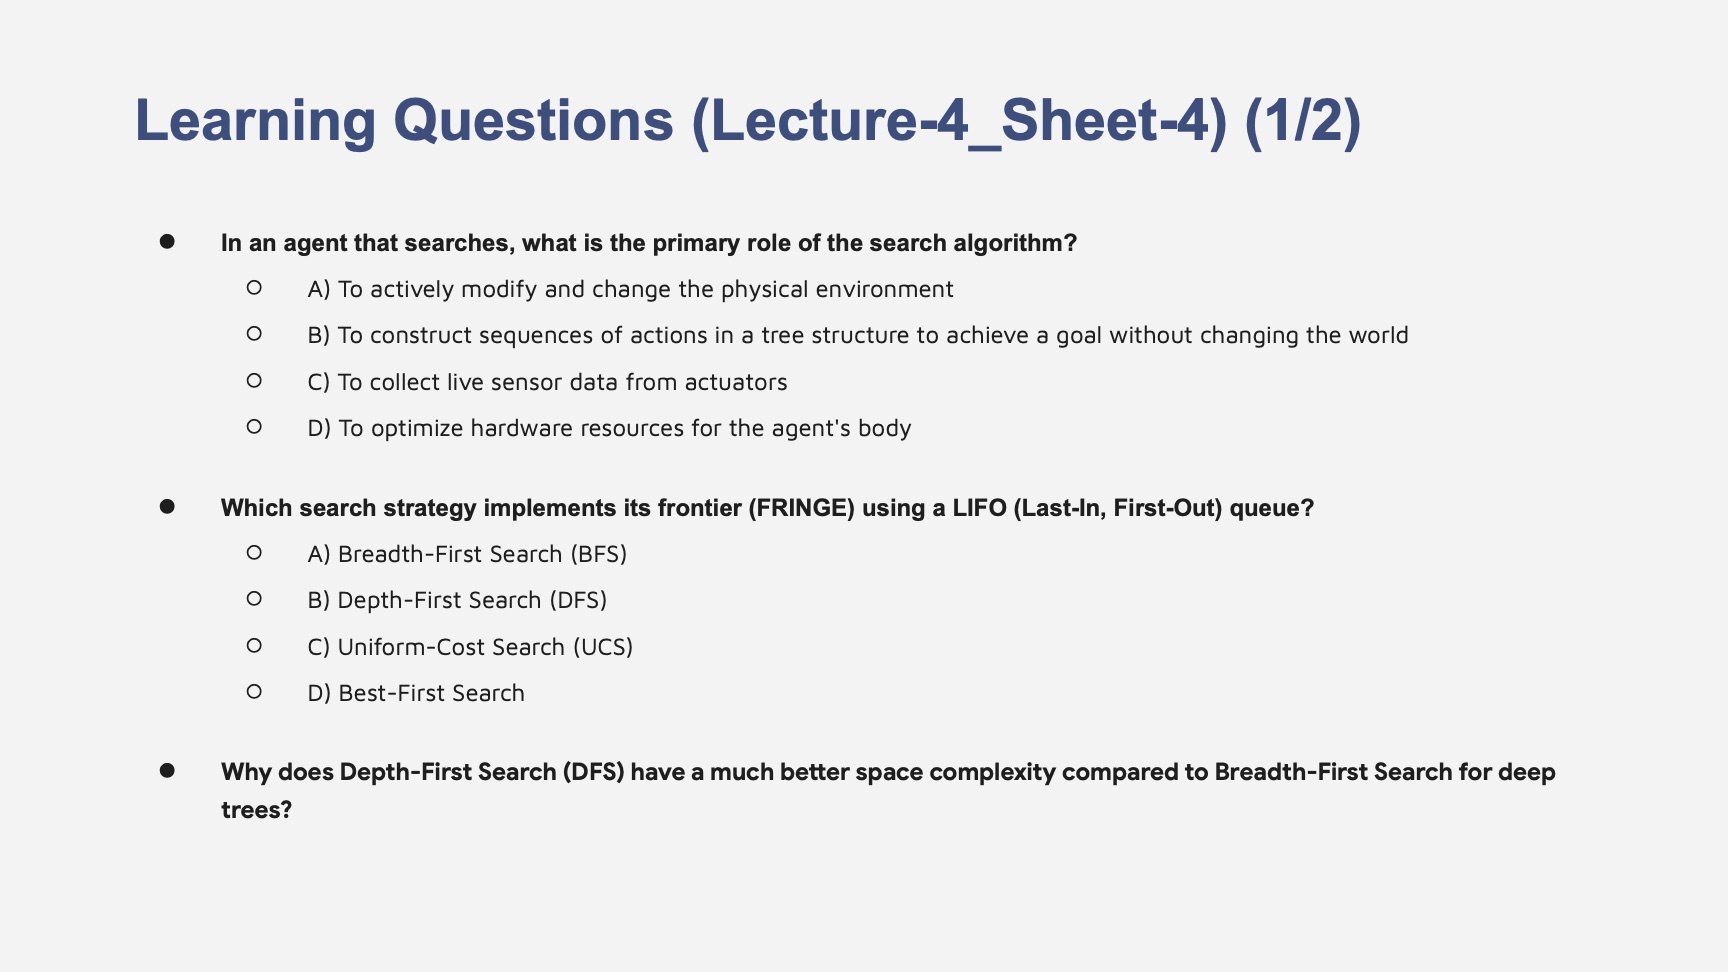 Learning Questions (Lecture-4_Sheet-4) (1/2)
● In an agent that searches, what is the primary role of the search algorithm?
○ A) To actively modify and change the physical environment
○ B) To construct sequences of actions in a tree structure to achieve a goal without changing the world
○ C) To collect live sensor data from actuators
○ D) To optimize hardware resources for the agent's body
● Which search strategy implements its frontier (FRINGE) using a LIFO (Last-In, First-Out) queue?
○ A) Breadth-First Search (BFS)
○ B) Depth-First Search (DFS)
○ C) Uniform-Cost Search (UCS)
○ D) Best-First Search
● Why does Depth-First Search (DFS) have a much better space complexity compared to Breadth-First Search for deep
trees?